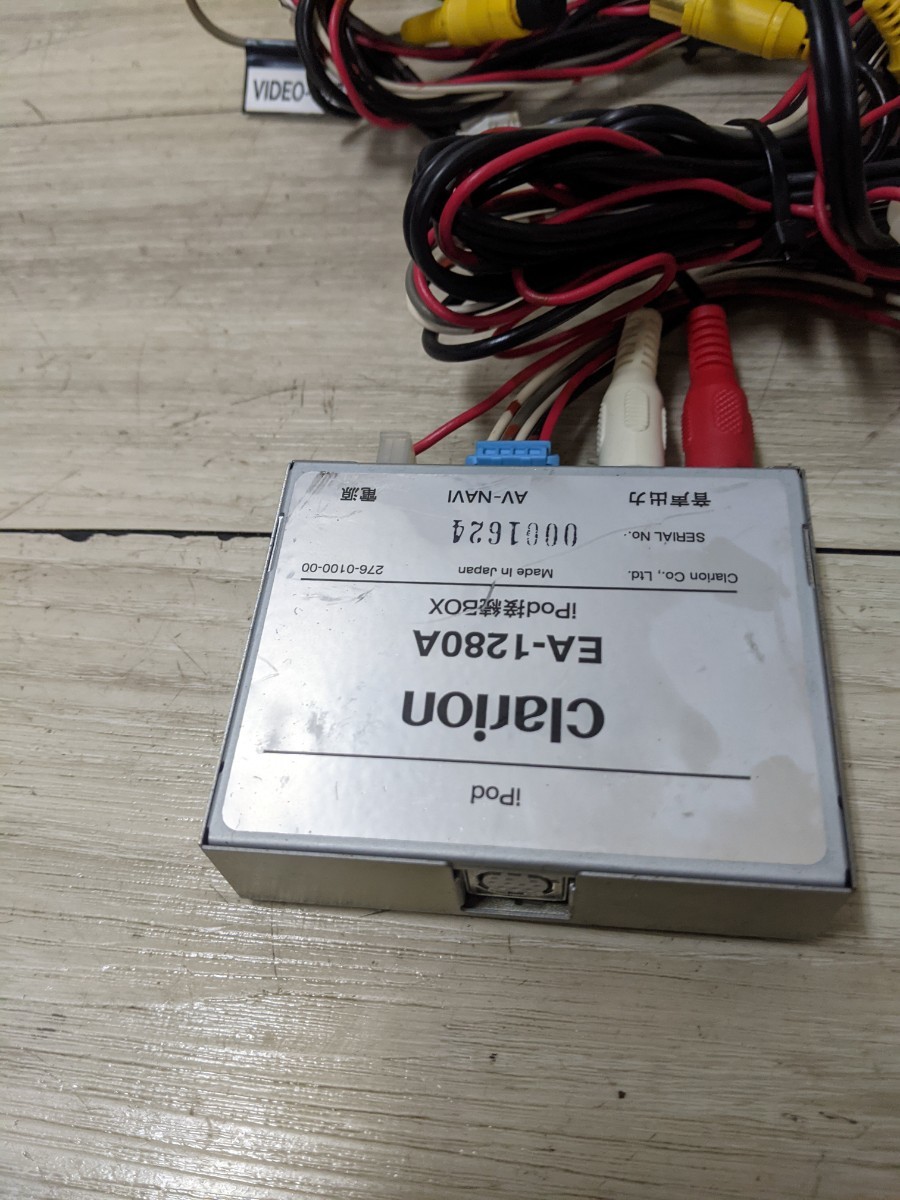 VIDEO-
iPod
clarion
EA-1280A
iPod接続BOX
Clarion Co., Ltd. Made in Japan 276-0100-00
SERIAL No. 0001624
音声出力 AV-NAVI 電源